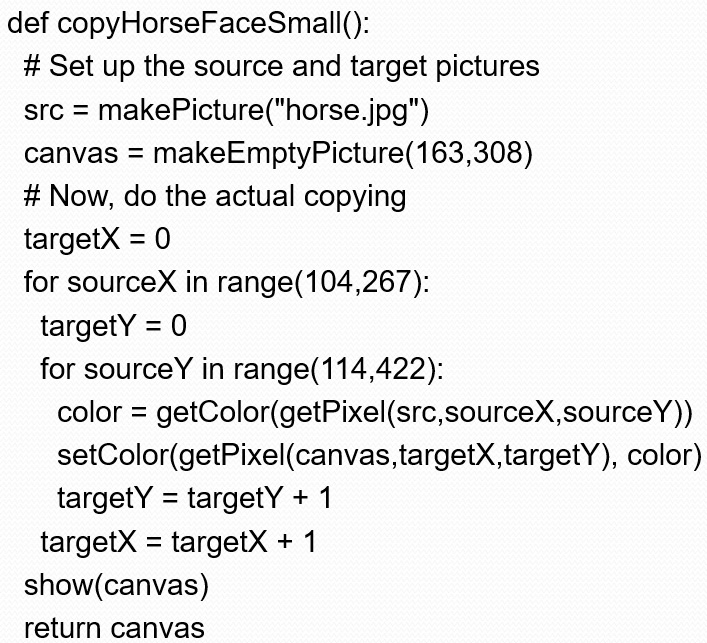 def copyHorseFaceSmall():
  # Set up the source and target pictures
  src = makePicture("horse.jpg")
  canvas = makeEmptyPicture(163,308)
  # Now, do the actual copying
  targetX = 0
  for sourceX in range(104,267):
    targetY = 0
    for sourceY in range(114,422):
      color = getColor(getPixel(src,sourceX,sourceY))
      setColor(getPixel(canvas,targetX,targetY), color)
      targetY = targetY + 1
    targetX = targetX + 1
  show(canvas)
  return canvas